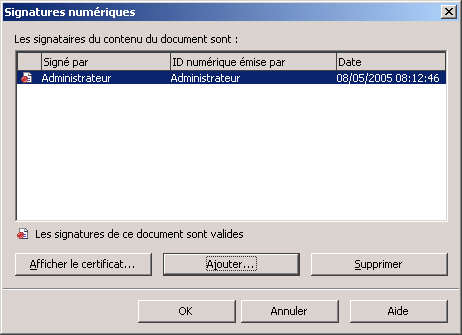 Signatures numériques
Les signataires du contenu du document sont :
Signé par ID numérique émise par Date
Administrateur Administrateur 08/05/2005 08:12:46
Les signatures de ce document sont valides
Afficher le certificat... Ajouter... Supprimer
OK Annuler Aide